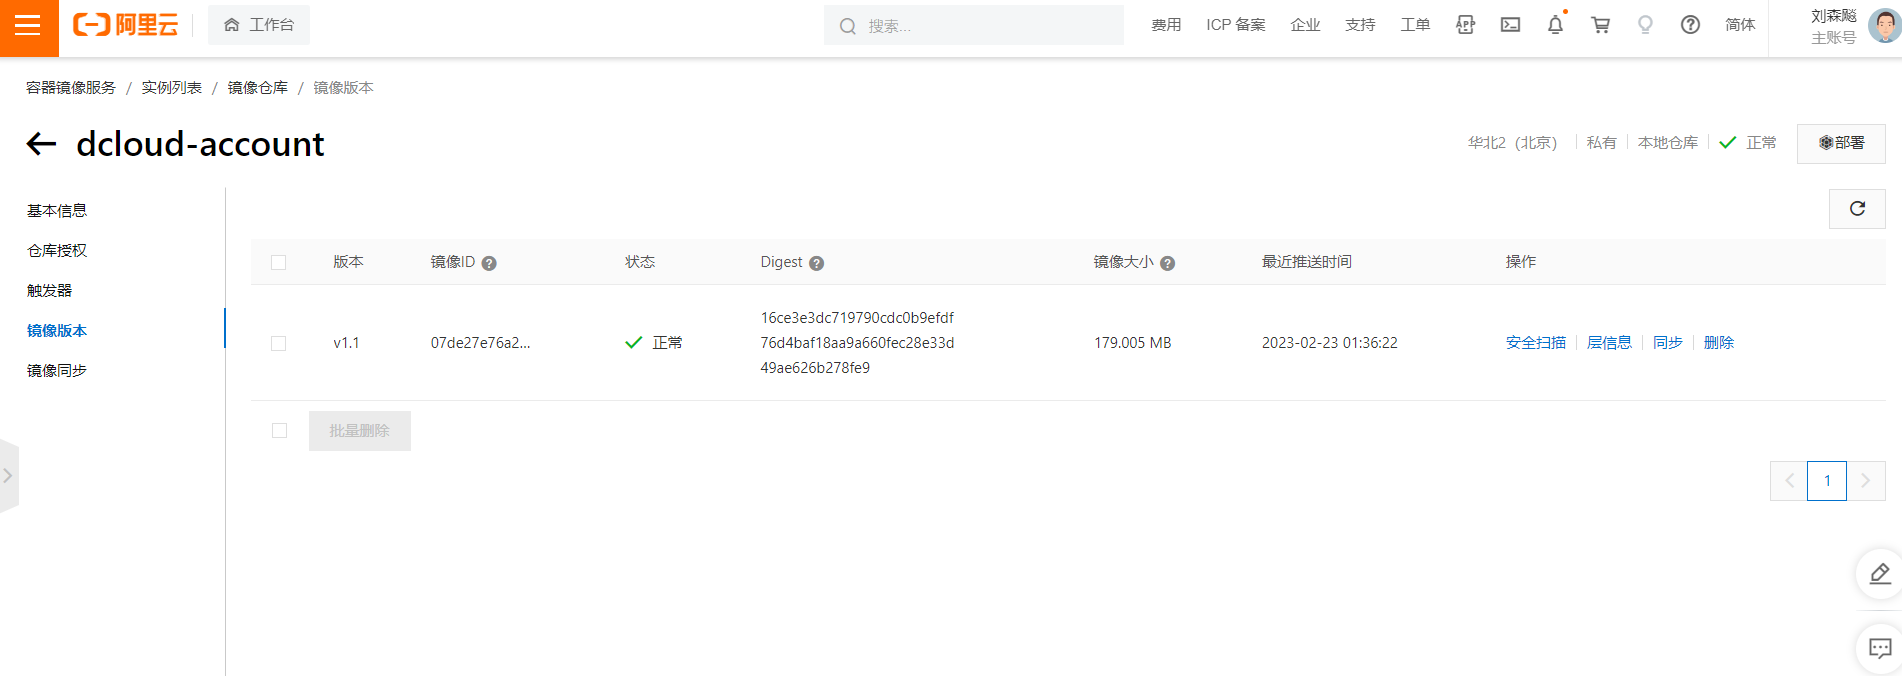 阿里云
工作台
搜索...
费用
ICP 备案
企业
支持
工单
APP
简体
刘森飚
主账号
容器镜像服务 / 实例列表 / 镜像仓库 / 镜像版本
dcloud-account
华北2（北京）
私有
本地仓库
正常
部署
基本信息
仓库授权
触发器
镜像版本
镜像同步
版本
镜像ID
状态
Digest
镜像大小
最近推送时间
操作
v1.1
07de27e76a2...
正常
16ce3e3dc719790cdc0b9efdf
76d4baf18aa9a660fec28e33d
49ae626b278fe9
179.005 MB
2023-02-23 01:36:22
安全扫描
层信息
同步
删除
批量删除
1